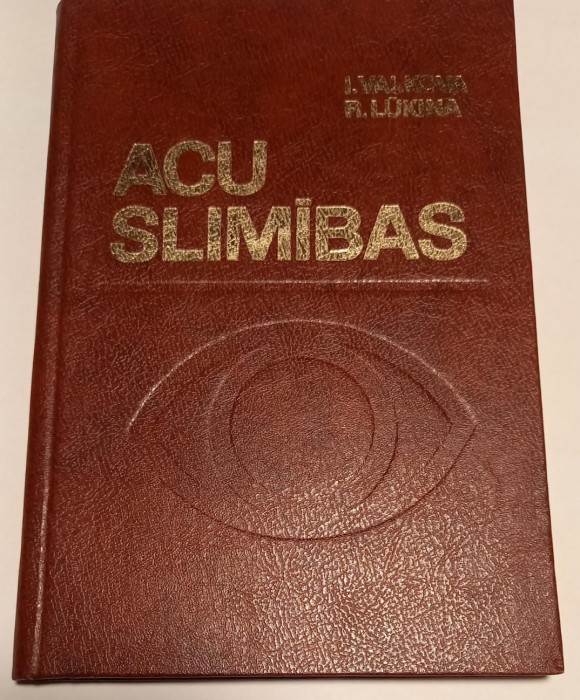 I. VALKOVA
R. LŪKINA
ACU
SLIMĪBAS